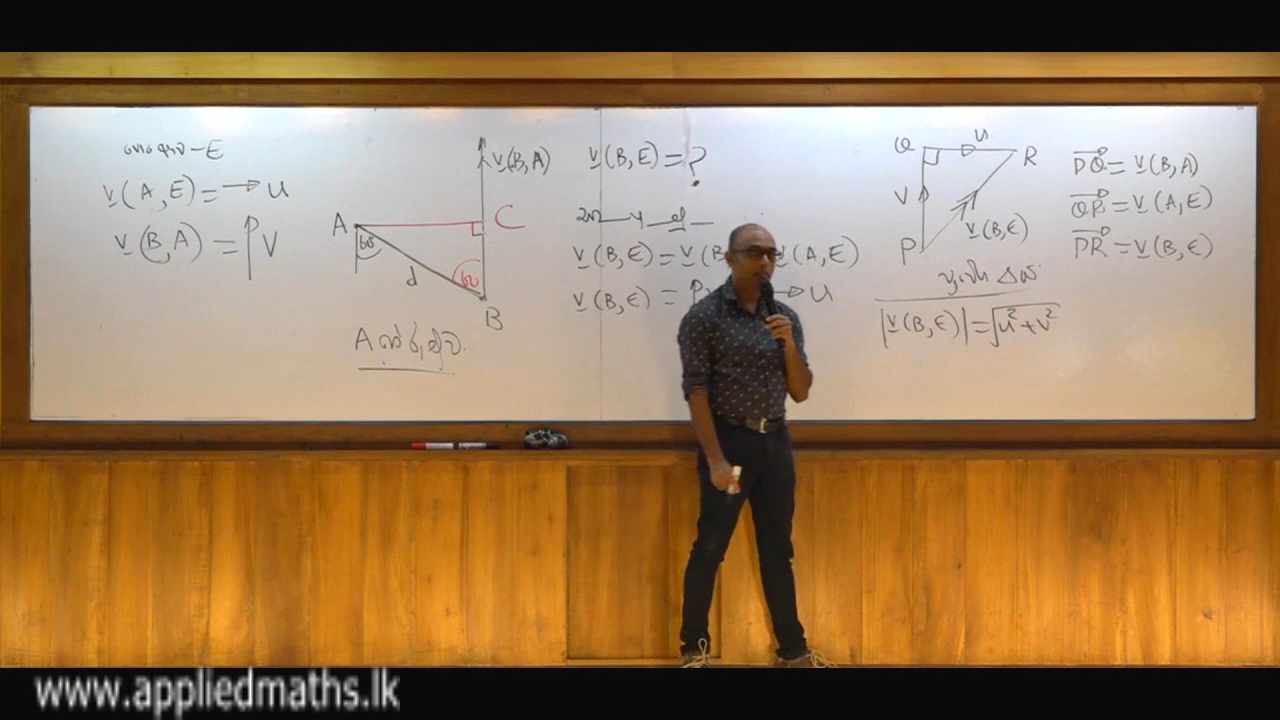 - E
v(A,E) = → u
v(B,A) = ↑ V
A
60°
d
60°
B
C
v(B,A)
v(B,E) = ?
v(B,E) = v(B v(A,E)
v(B,E) = ↑v → u
Q
u
R
V
P
v(B,E)
Δ
|v(B,E)| = √u² + v²
PQ = v(B,A)
QR = v(A,E)
PR = v(B,E)
www.appliedmaths.lk